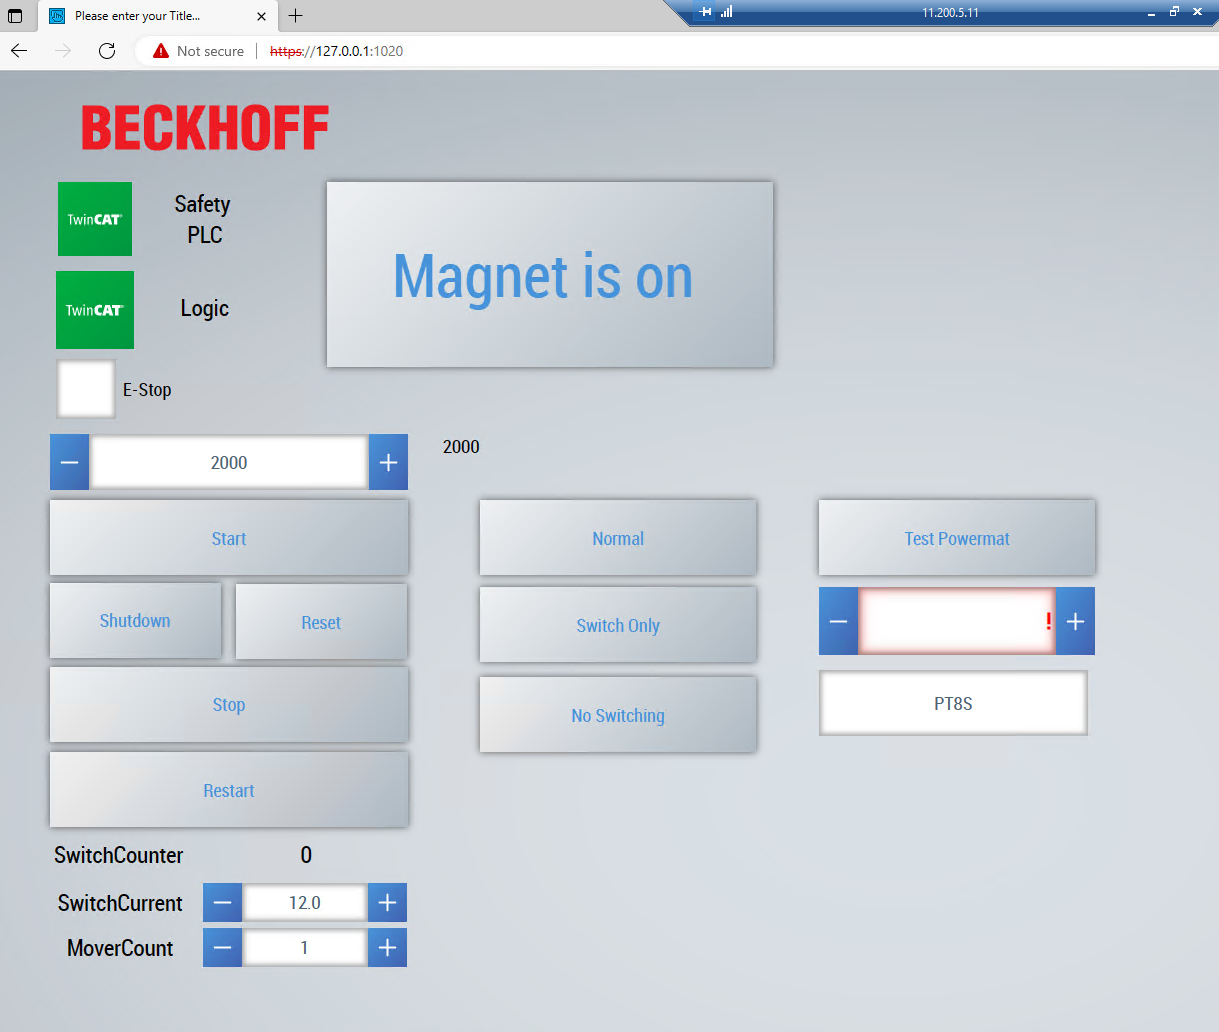 Please enter your Title...
11.200.5.11
Not secure
https://127.0.0.1:1020
BECKHOFF
TwinCAT®
Safety
PLC
Magnet is on
TwinCAT®
Logic
E-Stop
2000
2000
Start
Normal
Test Powermat
Shutdown
Reset
Switch Only
!
Stop
No Switching
PT8S
Restart
SwitchCounter 0
SwitchCurrent 12.0
MoverCount 1